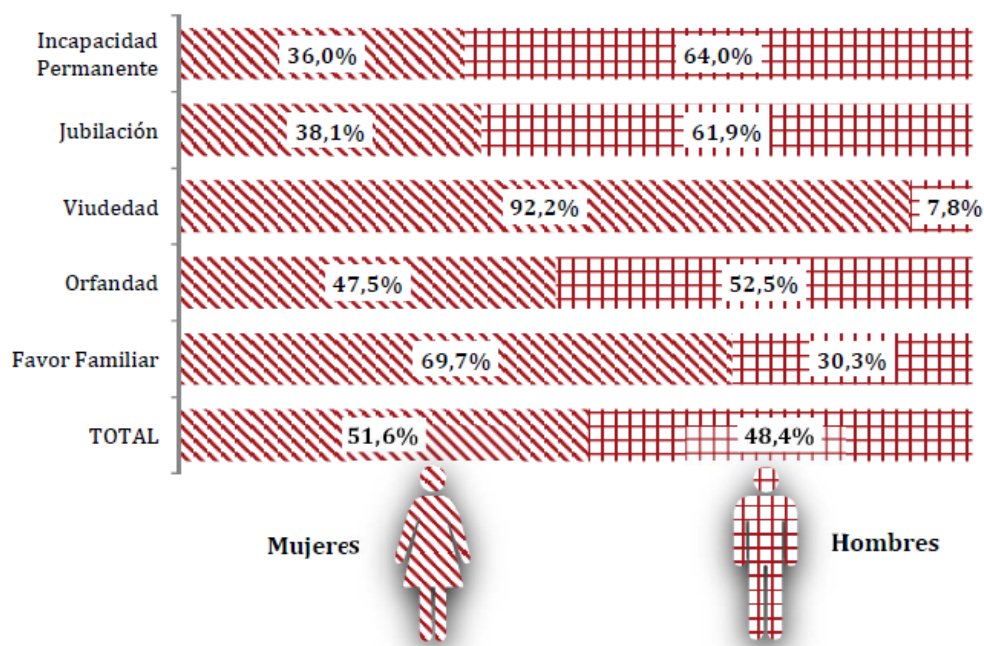 Incapacidad
Permanente
36,0% 64,0%
Jubilación 38,1% 61,9%
Viudedad 92,2% 7,8%
Orfandad 47,5% 52,5%
Favor Familiar 69,7% 30,3%
TOTAL 51,6% 48,4%
Mujeres Hombres